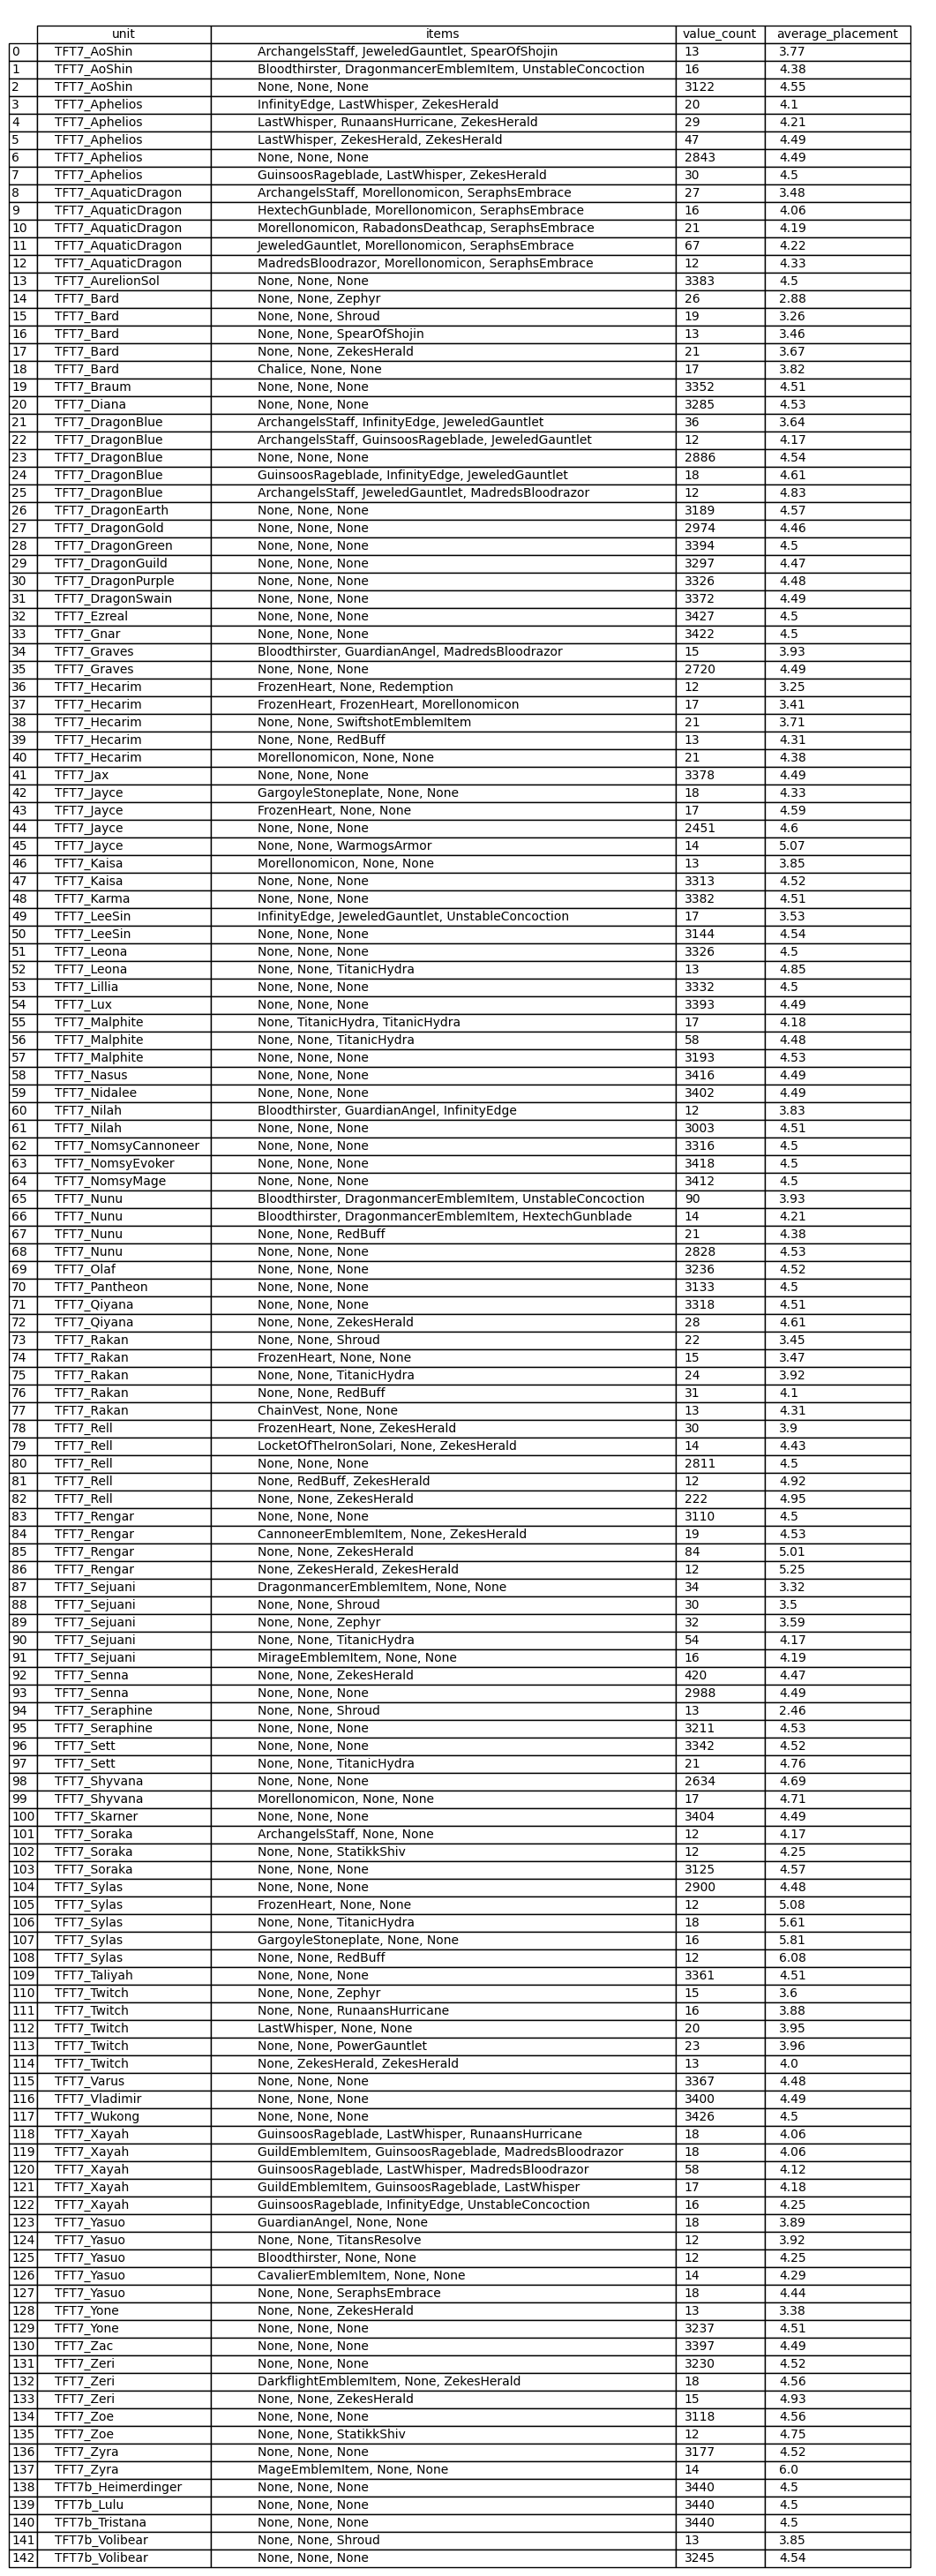 unit items value_count average_placement
0 TFT7_AoShin ArchangelsStaff, JeweledGauntlet, SpearOfShojin 13 3.77
1 TFT7_AoShin Bloodthirster, DragonmancerEmblemItem, UnstableConcoction 16 4.38
2 TFT7_AoShin None, None, None 3122 4.55
3 TFT7_Aphelios InfinityEdge, LastWhisper, ZekesHerald 20 4.1
4 TFT7_Aphelios LastWhisper, RunaansHurricane, ZekesHerald 29 4.21
5 TFT7_Aphelios LastWhisper, ZekesHerald, ZekesHerald 47 4.49
6 TFT7_Aphelios None, None, None 2843 4.49
7 TFT7_Aphelios GuinsoosRageblade, LastWhisper, ZekesHerald 30 4.5
8 TFT7_AquaticDragon ArchangelsStaff, Morellonomicon, SeraphsEmbrace 27 3.48
9 TFT7_AquaticDragon HextechGunblade, Morellonomicon, SeraphsEmbrace 16 4.06
10 TFT7_AquaticDragon Morellonomicon, RabadonsDeathcap, SeraphsEmbrace 21 4.19
11 TFT7_AquaticDragon JeweledGauntlet, Morellonomicon, SeraphsEmbrace 67 4.22
12 TFT7_AquaticDragon MadredsBloodrazor, Morellonomicon, SeraphsEmbrace 12 4.33
13 TFT7_AurelionSol None, None, None 3383 4.5
14 TFT7_Bard None, None, Zephyr 26 2.88
15 TFT7_Bard None, None, Shroud 19 3.26
16 TFT7_Bard None, None, SpearOfShojin 13 3.46
17 TFT7_Bard None, None, ZekesHerald 21 3.67
18 TFT7_Bard Chalice, None, None 17 3.82
19 TFT7_Braum None, None, None 3352 4.51
20 TFT7_Diana None, None, None 3285 4.53
21 TFT7_DragonBlue ArchangelsStaff, InfinityEdge, JeweledGauntlet 36 3.64
22 TFT7_DragonBlue ArchangelsStaff, GuinsoosRageblade, JeweledGauntlet 12 4.17
23 TFT7_DragonBlue None, None, None 2886 4.54
24 TFT7_DragonBlue GuinsoosRageblade, InfinityEdge, JeweledGauntlet 18 4.61
25 TFT7_DragonBlue ArchangelsStaff, JeweledGauntlet, MadredsBloodrazor 12 4.83
26 TFT7_DragonEarth None, None, None 3189 4.57
27 TFT7_DragonGold None, None, None 2974 4.46
28 TFT7_DragonGreen None, None, None 3394 4.5
29 TFT7_DragonGuild None, None, None 3297 4.47
30 TFT7_DragonPurple None, None, None 3326 4.48
31 TFT7_DragonSwain None, None, None 3372 4.49
32 TFT7_Ezreal None, None, None 3427 4.5
33 TFT7_Gnar None, None, None 3422 4.5
34 TFT7_Graves Bloodthirster, GuardianAngel, MadredsBloodrazor 15 3.93
35 TFT7_Graves None, None, None 2720 4.49
36 TFT7_Hecarim FrozenHeart, None, Redemption 12 3.25
37 TFT7_Hecarim FrozenHeart, FrozenHeart, Morellonomicon 17 3.41
38 TFT7_Hecarim None, None, SwiftshotEmblemItem 21 3.71
39 TFT7_Hecarim None, None, RedBuff 13 4.31
40 TFT7_Hecarim Morellonomicon, None, None 21 4.38
41 TFT7_Jax None, None, None 3378 4.49
42 TFT7_Jayce GargoyleStoneplate, None, None 18 4.33
43 TFT7_Jayce FrozenHeart, None, None 17 4.59
44 TFT7_Jayce None, None, None 2451 4.6
45 TFT7_Jayce None, None, WarmogsArmor 14 5.07
46 TFT7_Kaisa Morellonomicon, None, None 13 3.85
47 TFT7_Kaisa None, None, None 3313 4.52
48 TFT7_Karma None, None, None 3382 4.51
49 TFT7_LeeSin InfinityEdge, JeweledGauntlet, UnstableConcoction 17 3.53
50 TFT7_LeeSin None, None, None 3144 4.54
51 TFT7_Leona None, None, None 3326 4.5
52 TFT7_Leona None, None, TitanicHydra 13 4.85
53 TFT7_Lillia None, None, None 3332 4.5
54 TFT7_Lux None, None, None 3393 4.49
55 TFT7_Malphite None, TitanicHydra, TitanicHydra 17 4.18
56 TFT7_Malphite None, None, TitanicHydra 58 4.48
57 TFT7_Malphite None, None, None 3193 4.53
58 TFT7_Nasus None, None, None 3416 4.49
59 TFT7_Nidalee None, None, None 3402 4.49
60 TFT7_Nilah Bloodthirster, GuardianAngel, InfinityEdge 12 3.83
61 TFT7_Nilah None, None, None 3003 4.51
62 TFT7_NomsyCannoneer None, None, None 3316 4.5
63 TFT7_NomsyEvoker None, None, None 3418 4.5
64 TFT7_NomsyMage None, None, None 3412 4.5
65 TFT7_Nunu Bloodthirster, DragonmancerEmblemItem, UnstableConcoction 90 3.93
66 TFT7_Nunu Bloodthirster, DragonmancerEmblemItem, HextechGunblade 14 4.21
67 TFT7_Nunu None, None, RedBuff 21 4.38
68 TFT7_Nunu None, None, None 2828 4.53
69 TFT7_Olaf None, None, None 3236 4.52
70 TFT7_Pantheon None, None, None 3133 4.5
71 TFT7_Qiyana None, None, None 3318 4.51
72 TFT7_Qiyana None, None, ZekesHerald 28 4.61
73 TFT7_Rakan None, None, Shroud 22 3.45
74 TFT7_Rakan FrozenHeart, None, None 15 3.47
75 TFT7_Rakan None, None, TitanicHydra 24 3.92
76 TFT7_Rakan None, None, RedBuff 31 4.1
77 TFT7_Rakan ChainVest, None, None 13 4.31
78 TFT7_Rell FrozenHeart, None, ZekesHerald 30 3.9
79 TFT7_Rell LocketOfTheIronSolari, None, ZekesHerald 14 4.43
80 TFT7_Rell None, None, None 2811 4.5
81 TFT7_Rell None, RedBuff, ZekesHerald 12 4.92
82 TFT7_Rell None, None, ZekesHerald 222 4.95
83 TFT7_Rengar None, None, None 3110 4.5
84 TFT7_Rengar CannoneerEmblemItem, None, ZekesHerald 19 4.53
85 TFT7_Rengar None, None, ZekesHerald 84 5.01
86 TFT7_Rengar None, ZekesHerald, ZekesHerald 12 5.25
87 TFT7_Sejuani DragonmancerEmblemItem, None, None 34 3.32
88 TFT7_Sejuani None, None, Shroud 30 3.5
89 TFT7_Sejuani None, None, Zephyr 32 3.59
90 TFT7_Sejuani None, None, TitanicHydra 54 4.17
91 TFT7_Sejuani MirageEmblemItem, None, None 16 4.19
92 TFT7_Senna None, None, ZekesHerald 420 4.47
93 TFT7_Senna None, None, None 2988 4.49
94 TFT7_Seraphine None, None, Shroud 13 2.46
95 TFT7_Seraphine None, None, None 3211 4.53
96 TFT7_Sett None, None, None 3342 4.52
97 TFT7_Sett None, None, TitanicHydra 21 4.76
98 TFT7_Shyvana None, None, None 2634 4.69
99 TFT7_Shyvana Morellonomicon, None, None 17 4.71
100 TFT7_Skarner None, None, None 3404 4.49
101 TFT7_Soraka ArchangelsStaff, None, None 12 4.17
102 TFT7_Soraka None, None, StatikkShiv 12 4.25
103 TFT7_Soraka None, None, None 3125 4.57
104 TFT7_Sylas None, None, None 2900 4.48
105 TFT7_Sylas FrozenHeart, None, None 12 5.08
106 TFT7_Sylas None, None, TitanicHydra 18 5.61
107 TFT7_Sylas GargoyleStoneplate, None, None 16 5.81
108 TFT7_Sylas None, None, RedBuff 12 6.08
109 TFT7_Taliyah None, None, None 3361 4.51
110 TFT7_Twitch None, None, Zephyr 15 3.6
111 TFT7_Twitch None, None, RunaansHurricane 16 3.88
112 TFT7_Twitch LastWhisper, None, None 20 3.95
113 TFT7_Twitch None, None, PowerGauntlet 23 3.96
114 TFT7_Twitch None, ZekesHerald, ZekesHerald 13 4.0
115 TFT7_Varus None, None, None 3367 4.48
116 TFT7_Vladimir None, None, None 3400 4.49
117 TFT7_Wukong None, None, None 3426 4.5
118 TFT7_Xayah GuinsoosRageblade, LastWhisper, RunaansHurricane 18 4.06
119 TFT7_Xayah GuildEmblemItem, GuinsoosRageblade, MadredsBloodrazor 18 4.06
120 TFT7_Xayah GuinsoosRageblade, LastWhisper, MadredsBloodrazor 58 4.12
121 TFT7_Xayah GuildEmblemItem, GuinsoosRageblade, LastWhisper 17 4.18
122 TFT7_Xayah GuinsoosRageblade, InfinityEdge, UnstableConcoction 16 4.25
123 TFT7_Yasuo GuardianAngel, None, None 18 3.89
124 TFT7_Yasuo None, None, TitansResolve 12 3.92
125 TFT7_Yasuo Bloodthirster, None, None 12 4.25
126 TFT7_Yasuo CavalierEmblemItem, None, None 14 4.29
127 TFT7_Yasuo None, None, SeraphsEmbrace 18 4.44
128 TFT7_Yone None, None, ZekesHerald 13 3.38
129 TFT7_Yone None, None, None 3237 4.51
130 TFT7_Zac None, None, None 3397 4.49
131 TFT7_Zeri None, None, None 3230 4.52
132 TFT7_Zeri DarkflightEmblemItem, None, ZekesHerald 18 4.56
133 TFT7_Zeri None, None, ZekesHerald 15 4.93
134 TFT7_Zoe None, None, None 3118 4.56
135 TFT7_Zoe None, None, StatikkShiv 12 4.75
136 TFT7_Zyra None, None, None 3177 4.52
137 TFT7_Zyra MageEmblemItem, None, None 14 6.0
138 TFT7b_Heimerdinger None, None, None 3440 4.5
139 TFT7b_Lulu None, None, None 3440 4.5
140 TFT7b_Tristana None, None, None 3440 4.5
141 TFT7b_Volibear None, None, Shroud 13 3.85
142 TFT7b_Volibear None, None, None 3245 4.54